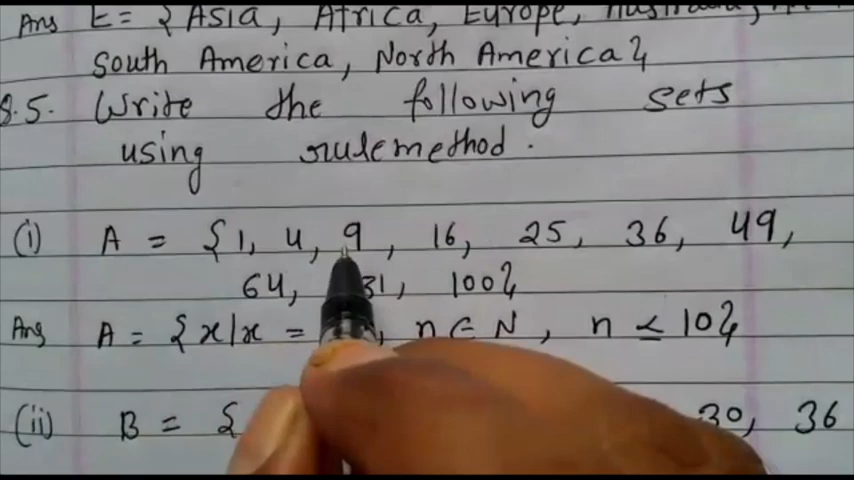 Ans E = { Asia, Africa, Europe,
South America, North America }
Q.5. Write the following sets
using rule method.
(i) A = { 1, 4, 9, 16, 25, 36, 49,
64, 100 }
Ans A = { x/x = , n ∈ N, n ≤ 10 }
(ii) B = { 30, 36